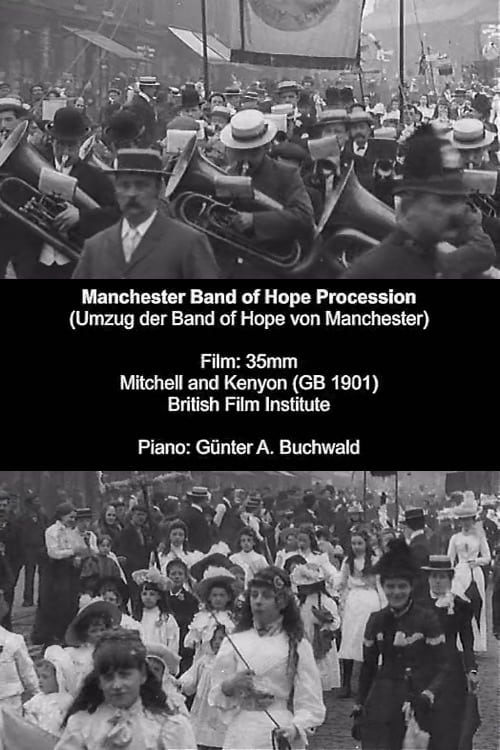 Manchester Band of Hope Procession
(Umzug der Band of Hope von Manchester)
Film: 35mm
Mitchell and Kenyon (GB 1901)
British Film Institute
Piano: Günter A. Buchwald